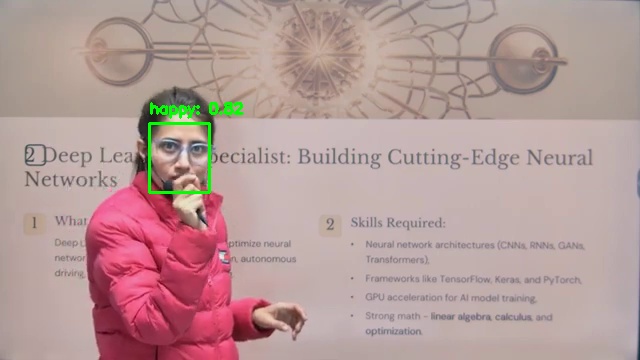 happy: 0.82
2 Deep Lea pecialist: Building Cutting-Edge Neural
Networks
1 What
Deep L ptimize neural
networ n, autonomous
driving,
2 Skills Required:
• Neural network architectures (CNNs, RNNs, GANs,
Transformers).
• Frameworks like TensorFlow, Keras, and PyTorch.
• GPU acceleration for AI model training.
• Strong math – linear algebra, calculus, and
optimization.